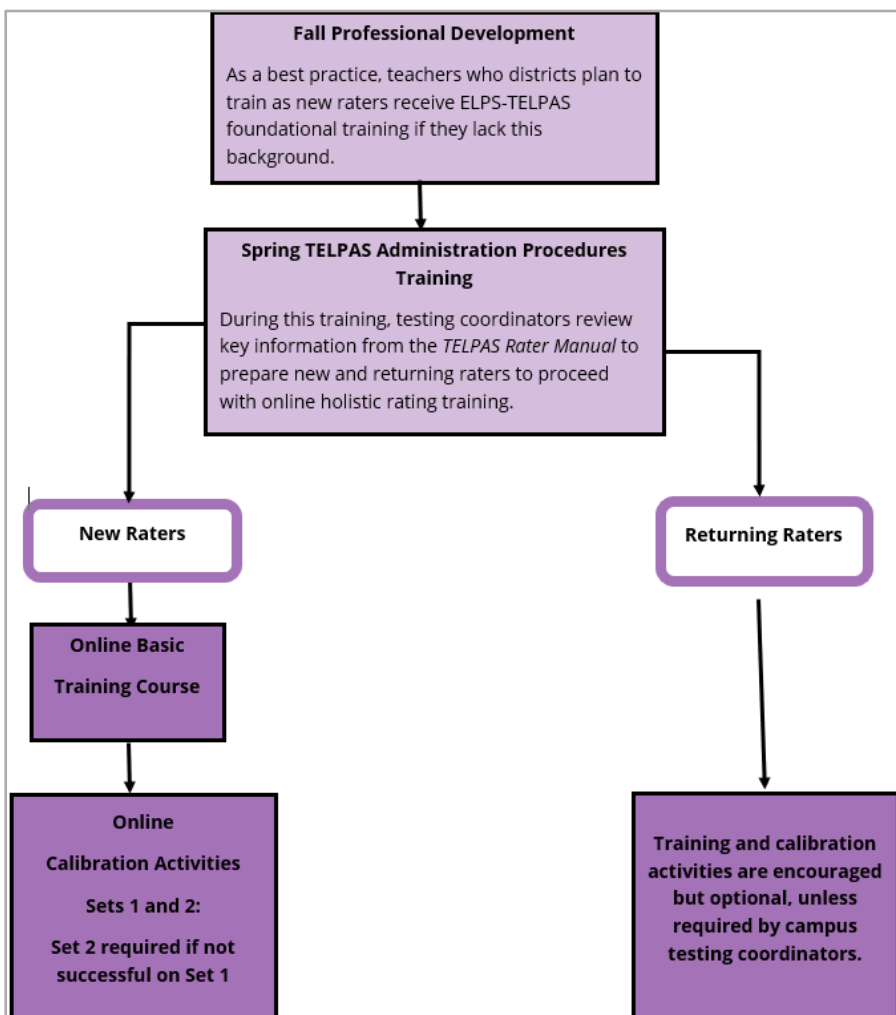 Fall Professional Development
As a best practice, teachers who districts plan to
train as new raters receive ELPS-TELPAS
foundational training if they lack this
background.
Spring TELPAS Administration Procedures
Training
During this training, testing coordinators review
key information from the TELPAS Rater Manual to
prepare new and returning raters to proceed
with online holistic rating training.
New Raters
Online Basic
Training Course
Online
Calibration Activities
Sets 1 and 2:
Set 2 required if not
successful on Set 1
Returning Raters
Training and calibration
activities are encouraged
but optional, unless
required by campus
testing coordinators.